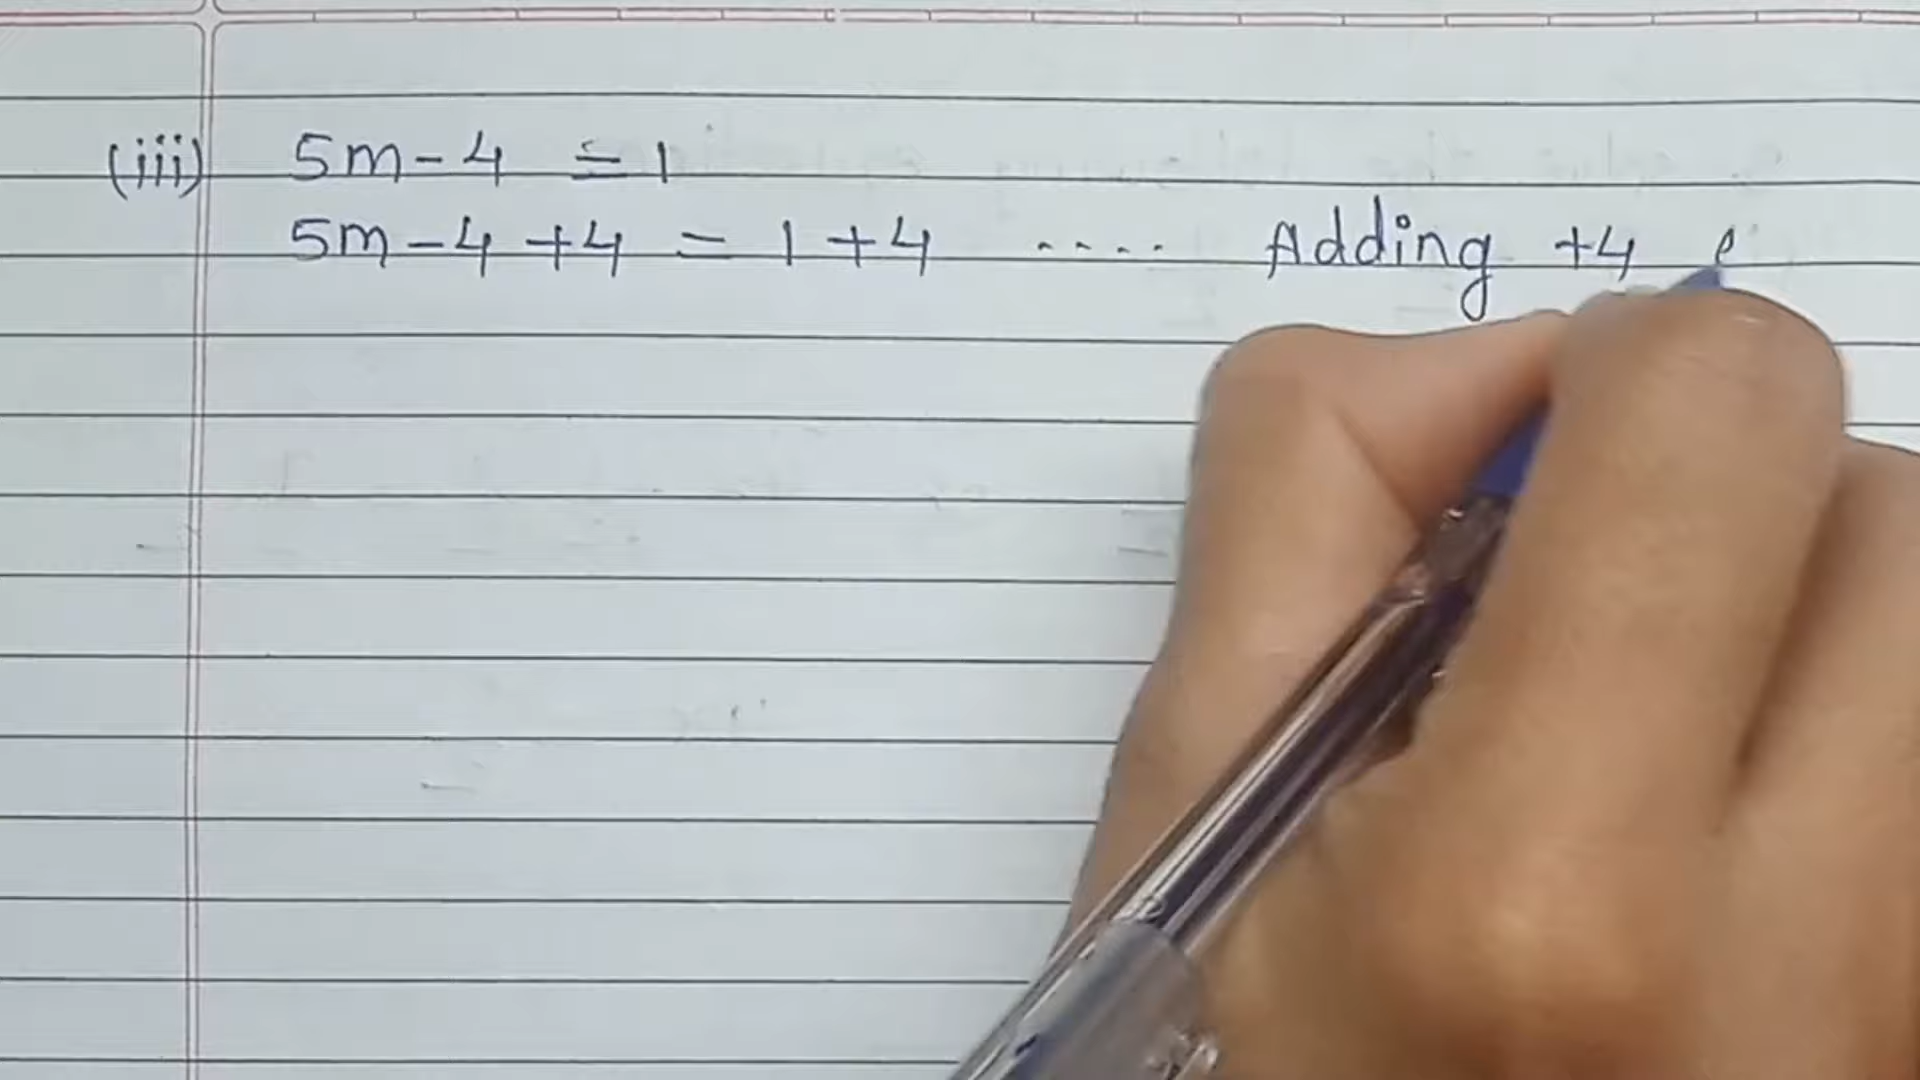 (iii) 5m - 4 = 1
5m - 4 + 4 = 1 + 4 .... Adding +4